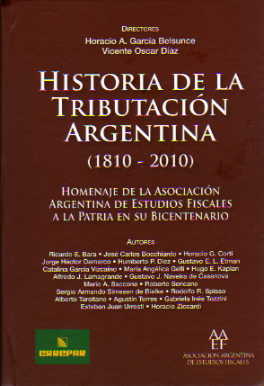 DIRECTORES
Horacio A. García Belsunce
Vicente Oscar Díaz
HISTORIA DE LA
TRIBUTACIÓN
ARGENTINA
(1810 - 2010)
HOMENAJE DE LA ASOCIACIÓN
ARGENTINA DE ESTUDIOS FISCALES
A LA PATRIA EN SU BICENTENARIO
AUTORES
Ricardo E. Bara • José Carlos Bocchiardo • Horacio G. Corti
Jorge Héctor Damarco • Humberto P. Diez • Gustavo E. L. Etman
Catalina García Vizcaíno • María Angélica Gelli • Hugo E. Kaplan
Alfredo J. Lamagrande • Gustavo J. Naveira de Casanova
Mario A. Saccone • Roberto Sericano
Sergio Armando Simesen de Bielke • Rodolfo R. Spisso
Alberto Tarsitano • Agustín Torres • Gabriela Inés Tozzini
Esteban Juan Urresti • Horacio Ziccardi
ERREPAR
AAEF
ASOCIACIÓN ARGENTINA
DE ESTUDIOS FISCALES